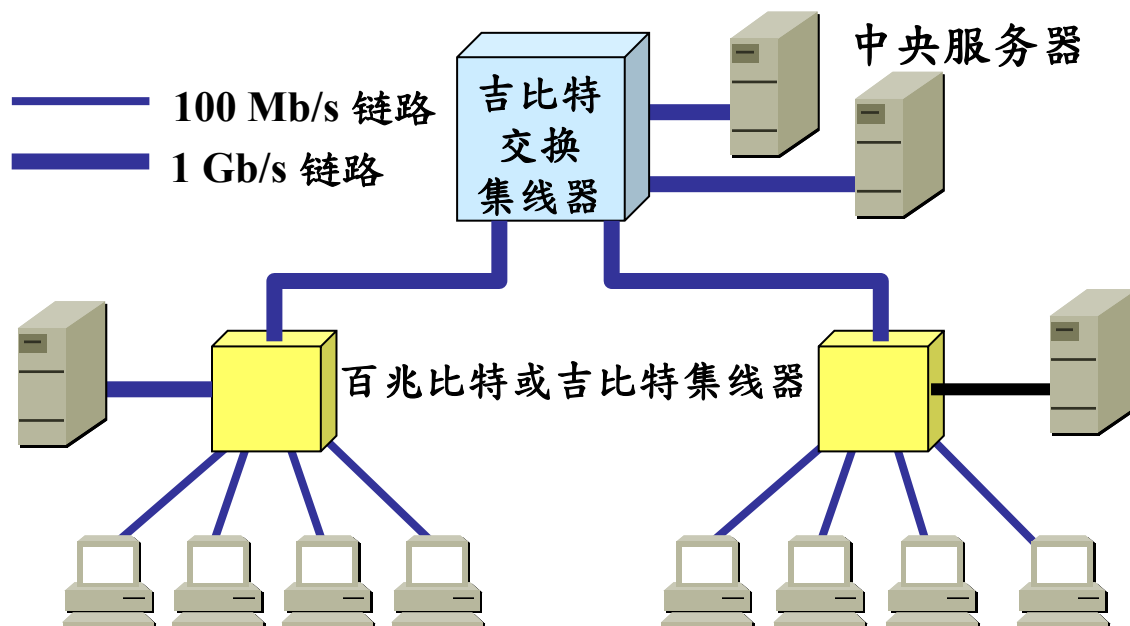 100 Mb/s 链路
1 Gb/s 链路
吉比特
交换
集线器
中央服务器
百兆比特或吉比特集线器